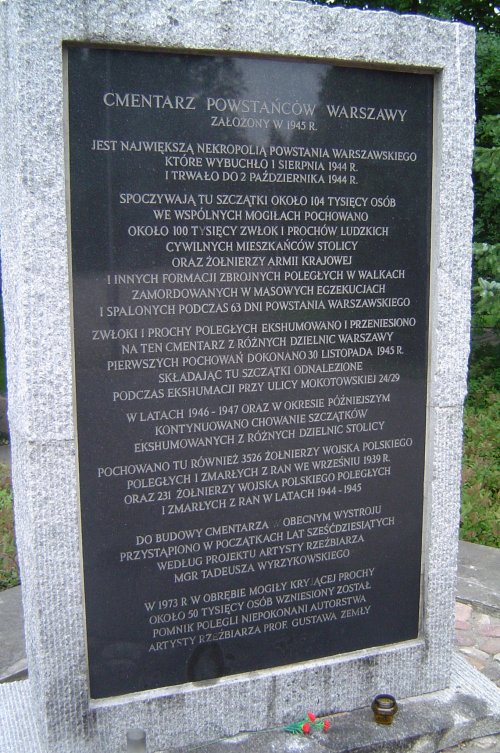 CMENTARZ POWSTAŃCÓW WARSZAWY
ZAŁOŻONY W 1945 R.
JEST NAJWIĘKSZĄ NEKROPOLIĄ POWSTANIA WARSZAWSKIEGO
KTÓRE WYBUCHŁO 1 SIERPNIA 1944 R.
I TRWAŁO DO 2 PAŹDZIERNIKA 1944 R.
SPOCZYWAJĄ TU SZCZĄTKI OKOŁO 104 TYSIĘCY OSÓB
WE WSPÓLNYCH MOGIŁACH POCHOWANO
OKOŁO 100 TYSIĘCY ZWŁOK I PROCHÓW LUDZKICH
CYWILNYCH MIESZKAŃCÓW STOLICY
ORAZ ŻOŁNIERZY ARMII KRAJOWEJ
I INNYCH FORMACJI ZBROJNYCH POLEGŁYCH W WALKACH
ZAMORDOWANYCH W MASOWYCH EGZEKUCJACH
I SPALONYCH PODCZAS 63 DNI POWSTANIA WARSZAWSKIEGO
ZWŁOKI I PROCHY POLEGŁYCH EKSHUMOWANO I PRZENIESIONO
NA TEN CMENTARZ Z RÓŻNYCH DZIELNIC WARSZAWY
PIERWSZYCH POCHOWAŃ DOKONANO 30 LISTOPADA 1945 R.
SKŁADAJĄC TU SZCZĄTKI ODNALEZIONE
PODCZAS EKSHUMACJI PRZY ULICY MOKOTOWSKIEJ 24/29
W LATACH 1946 - 1947 ORAZ W OKRESIE PÓŹNIEJSZYM
KONTYNUOWANO CHOWANIE SZCZĄTKÓW
EKSHUMOWANYCH Z RÓŻNYCH DZIELNIC STOLICY
POCHOWANO TU RÓWNIEŻ 3526 ŻOŁNIERZY WOJSKA POLSKIEGO
POLEGŁYCH I ZMARŁYCH Z RAN WE WRZEŚNIU 1939 R.
ORAZ 231 ŻOŁNIERZY WOJSKA POLSKIEGO POLEGŁYCH
I ZMARŁYCH Z RAN W LATACH 1944 - 1945
DO BUDOWY CMENTARZA W OBECNYM WYSTROJU
PRZYSTĄPIONO W POCZĄTKACH LAT SZEŚĆDZIESIĄTYCH
WEDŁUG PROJEKTU ARTYSTY RZEŹBIARZA
MGR TADEUSZA WYRZYKOWSKIEGO
W 1973 R W OBRĘBIE MOGIŁY KRYJĄCEJ PROCHY
OKOŁO 50 TYSIĘCY OSÓB WZNIESIONY ZOSTAŁ
POMNIK POLEGLI NIEPOKONANI AUTORSTWA
ARTYSTY RZEŹBIARZA PROF. GUSTAWA ZEMŁY